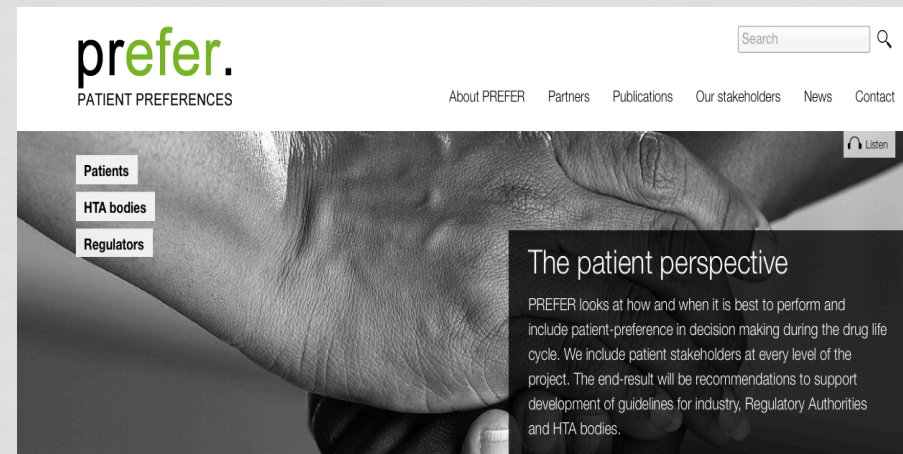 prefer.
PATIENT PREFERENCES
Search
About PREFER Partners Publications Our stakeholders News Contact
Listen
Patients
HTA bodies
Regulators
The patient perspective
PREFER looks at how and when it is best to perform and
include patient-preference in decision making during the drug life
cycle. We include patient stakeholders at every level of the
project. The end-result will be recommendations to support
development of guidelines for industry, Regulatory Authorities
and HTA bodies.